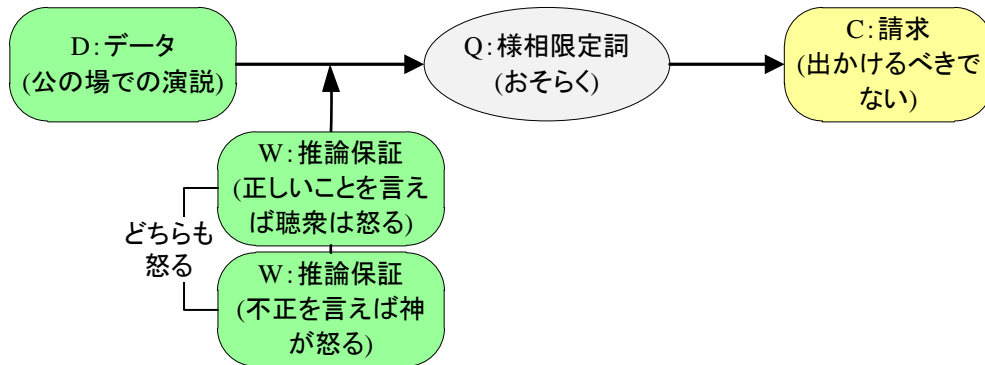 D:データ
(公の場での演説)
Q:様相限定詞
(おそらく)
C:請求
(出かけるべきで
ない)
W:推論保証
(正しいことを言え
ば聴衆は怒る)
どちらも
怒る
W:推論保証
(不正を言えば神
が怒る)